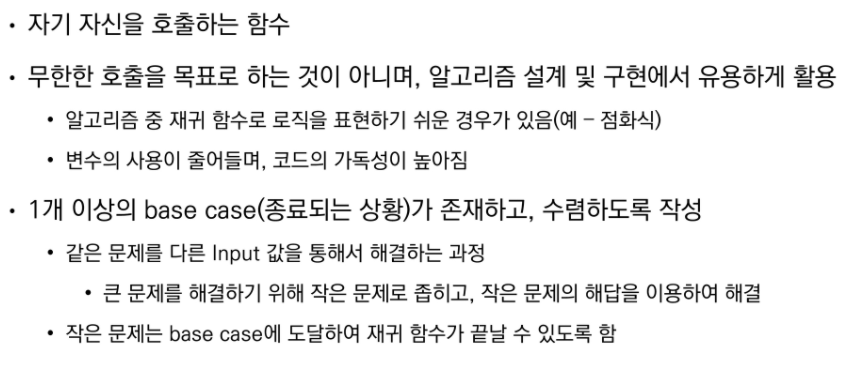 • 자기 자신을 호출하는 함수
• 무한한 호출을 목표로 하는 것이 아니며, 알고리즘 설계 및 구현에서 유용하게 활용
• 알고리즘 중 재귀 함수로 로직을 표현하기 쉬운 경우가 있음(예 – 점화식)
• 변수의 사용이 줄어들며, 코드의 가독성이 높아짐
• 1개 이상의 base case(종료되는 상황)가 존재하고, 수렴하도록 작성
• 같은 문제를 다른 Input 값을 통해서 해결하는 과정
• 큰 문제를 해결하기 위해 작은 문제로 좁히고, 작은 문제의 해답을 이용하여 해결
• 작은 문제는 base case에 도달하여 재귀 함수가 끝날 수 있도록 함